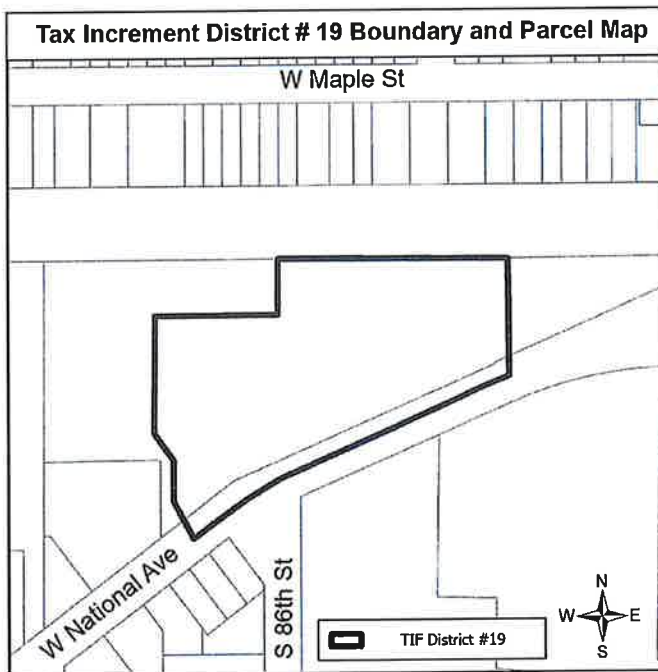 Tax Increment District # 19 Boundary and Parcel Map
W Maple St
W National Ave
S 86th St
TIF District #19
N
W E
S